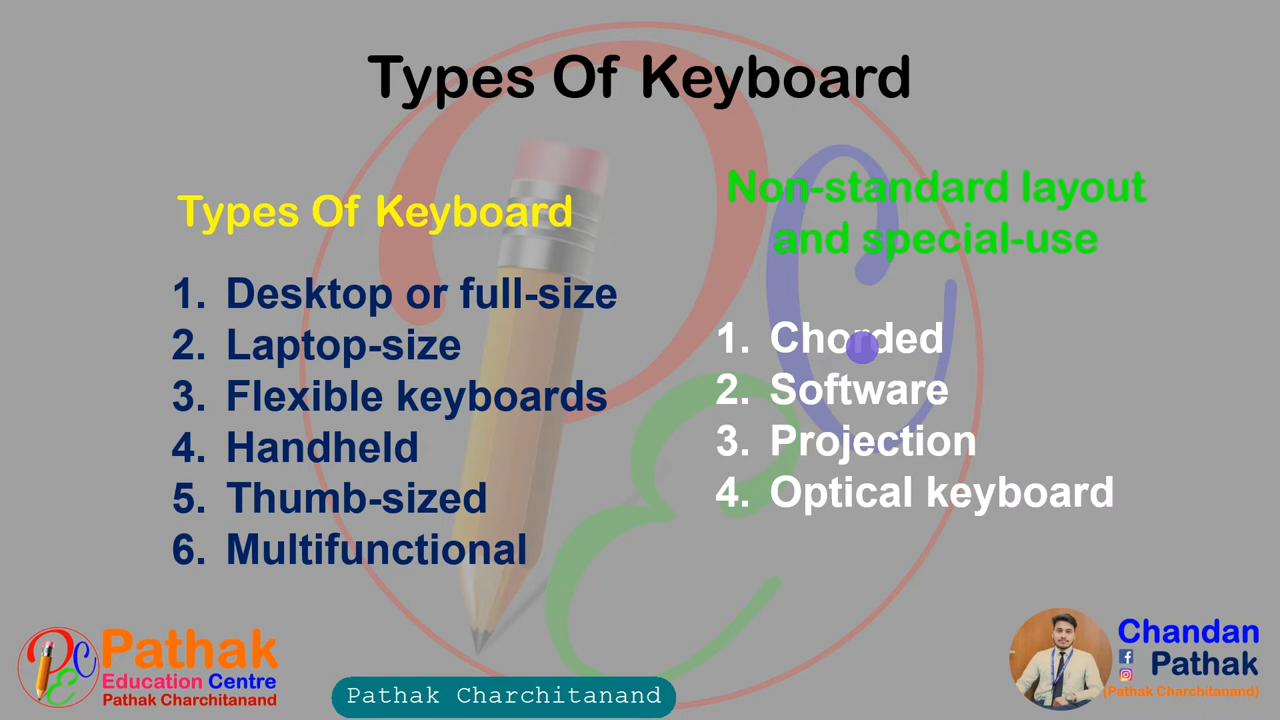 Types Of Keyboard
Types Of Keyboard
1. Desktop or full-size
2. Laptop-size
3. Flexible keyboards
4. Handheld
5. Thumb-sized
6. Multifunctional
Non-standard layout
and special-use
1. Chorded
2. Software
3. Projection
4. Optical keyboard
Pathak
Education Centre
Pathak Charchitanand
Pathak Charchitanand
Chandan
Pathak
(Pathak Charchitanand)